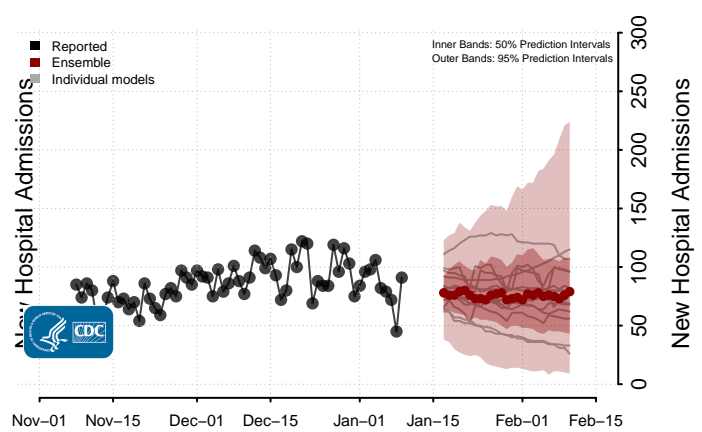 Reported
Ensemble
Individual models
Inner Bands: 50% Prediction Intervals
Outer Bands: 95% Prediction Intervals
New Hospital Admissions
CDC
300
250
200
150
100
50
0
New Hospital Admissions
Nov–01 Nov–15 Dec–01 Dec–15 Jan–01 Jan–15 Feb–01 Feb–15